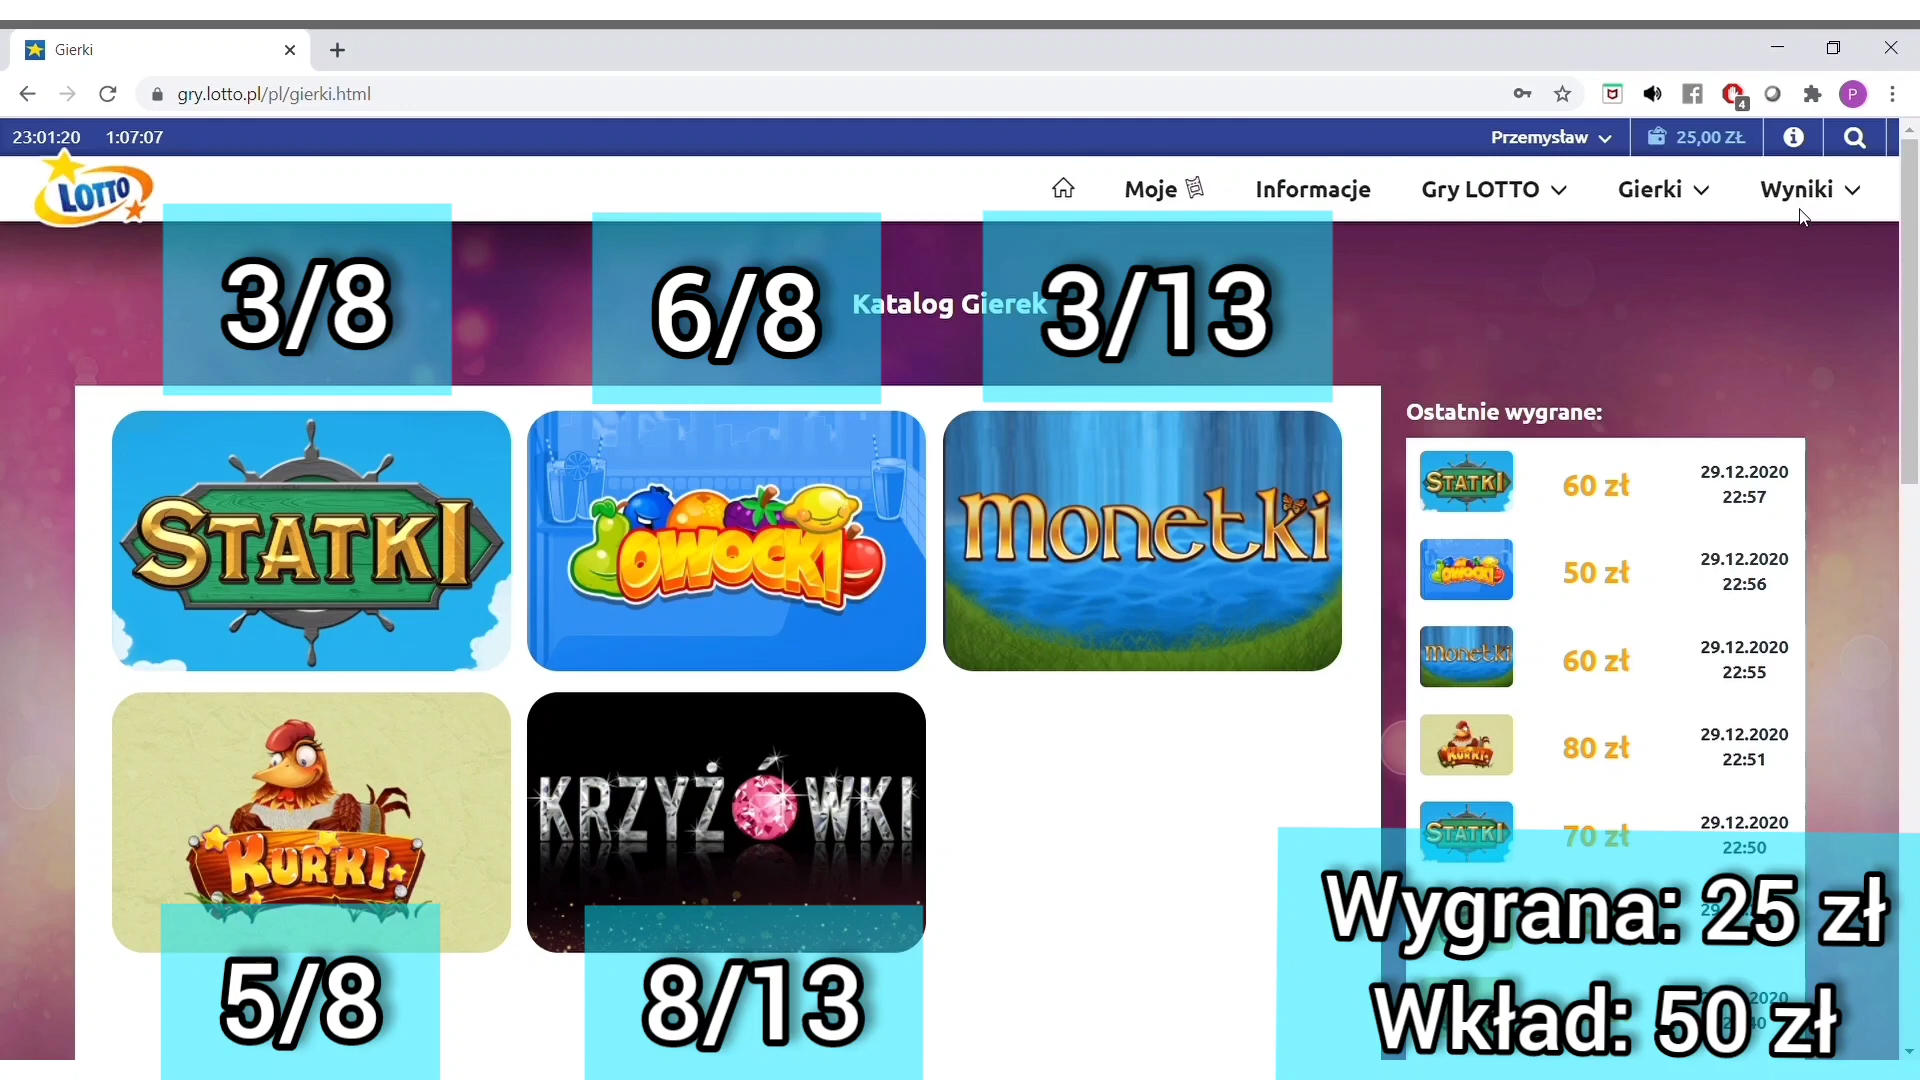 Gierki
gry.lotto.pl/pl/gierki.html
4
P
23:01:20 1:07:07
Przemysław
25,00 ZŁ
LOTTO
Moje
Informacje
Gry LOTTO
Gierki
Wyniki
3/8
6/8
Katalog Gierek
3/13
STATKI
OWOCKI
monetki
KURKI
KRZYŻÓWKI
5/8
8/13
Ostatnie wygrane:
STATKI
60 zł
29.12.2020
22:57
OWOCKI
50 zł
29.12.2020
22:56
monetki
60 zł
29.12.2020
22:55
KURKI
80 zł
29.12.2020
22:51
STATKI
70 zł
29.12.2020
22:50
Wygrana: 25 zł
Wkład: 50 zł